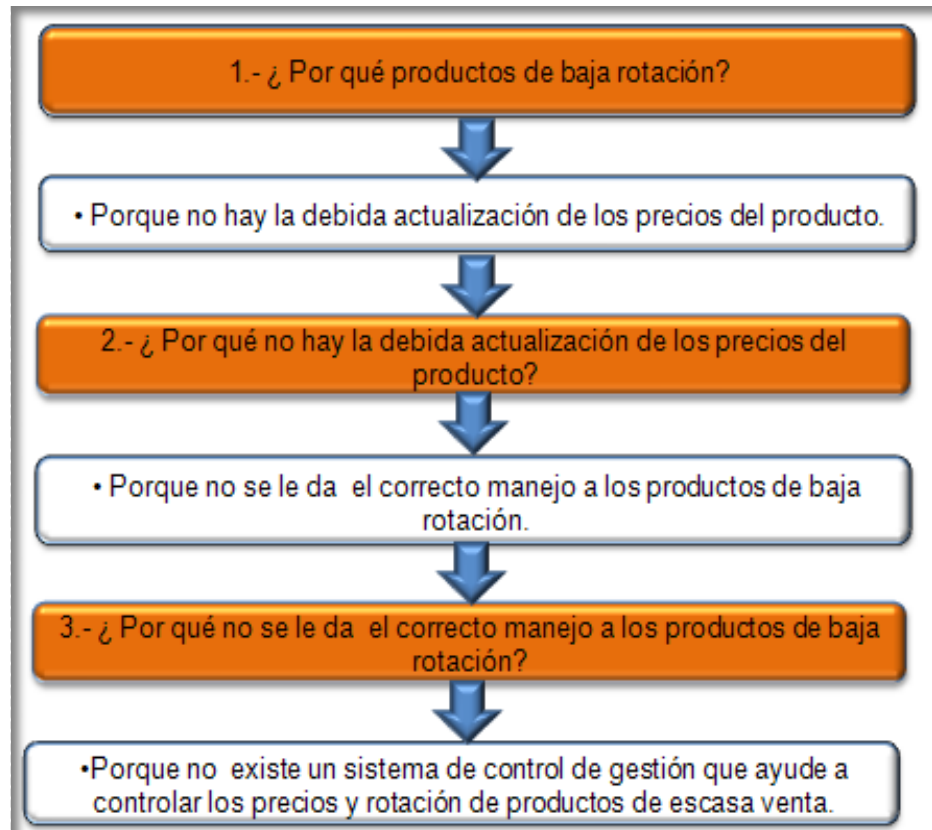 1.- ¿ Por qué productos de baja rotación?
• Porque no hay la debida actualización de los precios del producto.
2.- ¿ Por qué no hay la debida actualización de los precios del
producto?
• Porque no se le da  el correcto manejo a los productos de baja
rotación.
3.- ¿ Por qué no se le da  el correcto manejo a los productos de baja
rotación?
•Porque no  existe un sistema de control de gestión que ayude a
controlar los precios y rotación de productos de escasa venta.